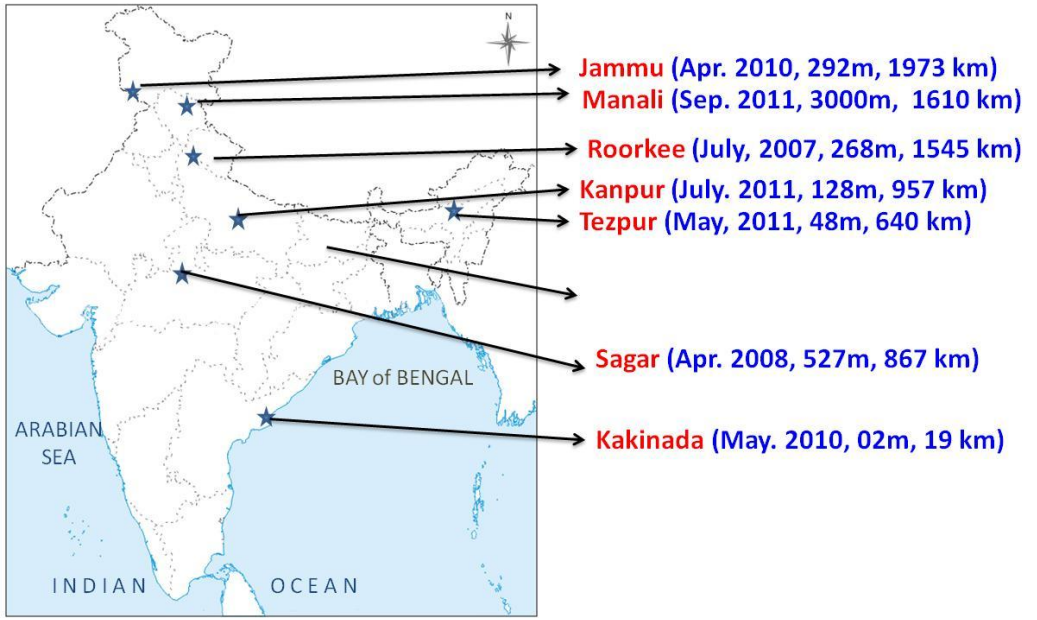 N
Jammu (Apr. 2010, 292m, 1973 km)
Manali (Sep. 2011, 3000m, 1610 km)
Roorkee (July, 2007, 268m, 1545 km)
Kanpur (July. 2011, 128m, 957 km)
Tezpur (May, 2011, 48m, 640 km)
Sagar (Apr. 2008, 527m, 867 km)
BAY of BENGAL
Kakinada (May. 2010, 02m, 19 km)
ARABIAN
SEA
INDIAN OCEAN